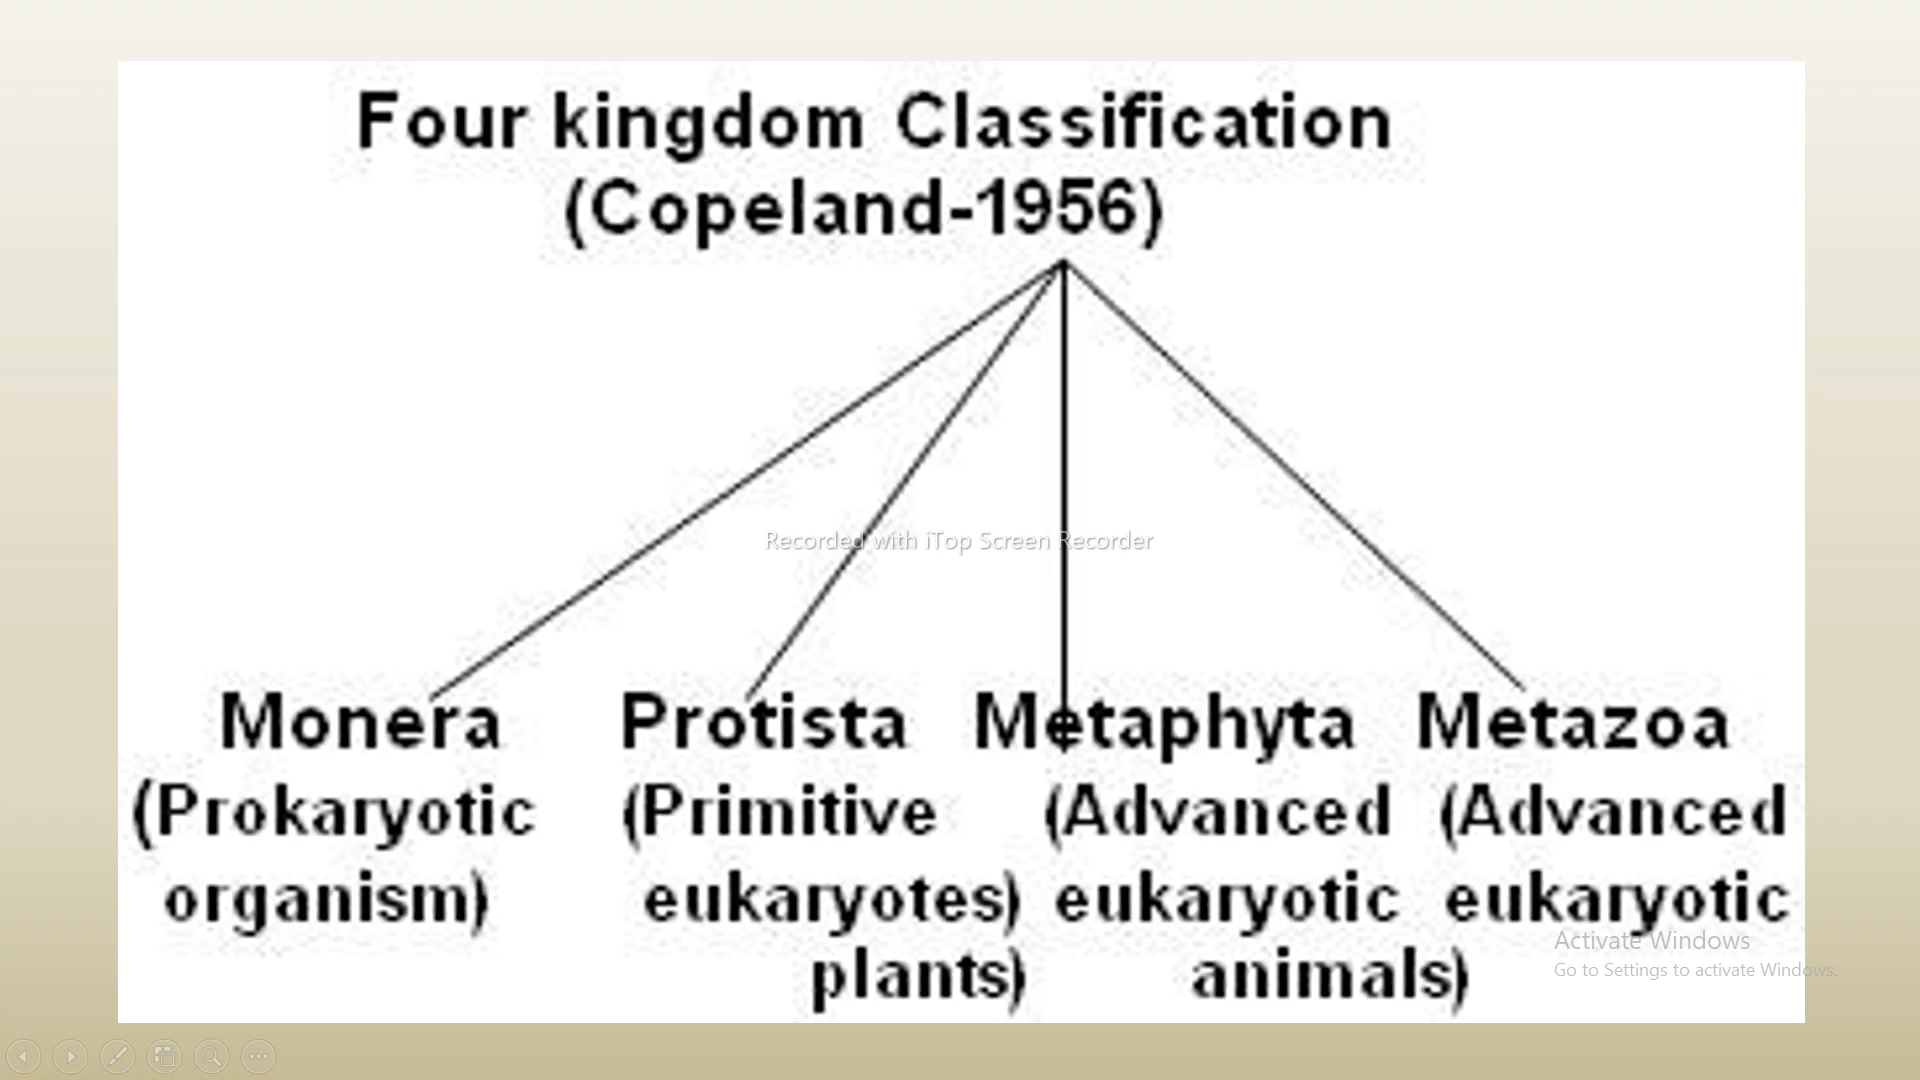 Four kingdom Classification
(Copeland-1956)
Recorded with iTop Screen Recorder
Monera Protista Metaphyta Metazoa
(Prokaryotic (Primitive (Advanced (Advanced
organism) eukaryotes) eukaryotic eukaryotic
plants) animals)
Activate Windows
Go to Settings to activate Windows.